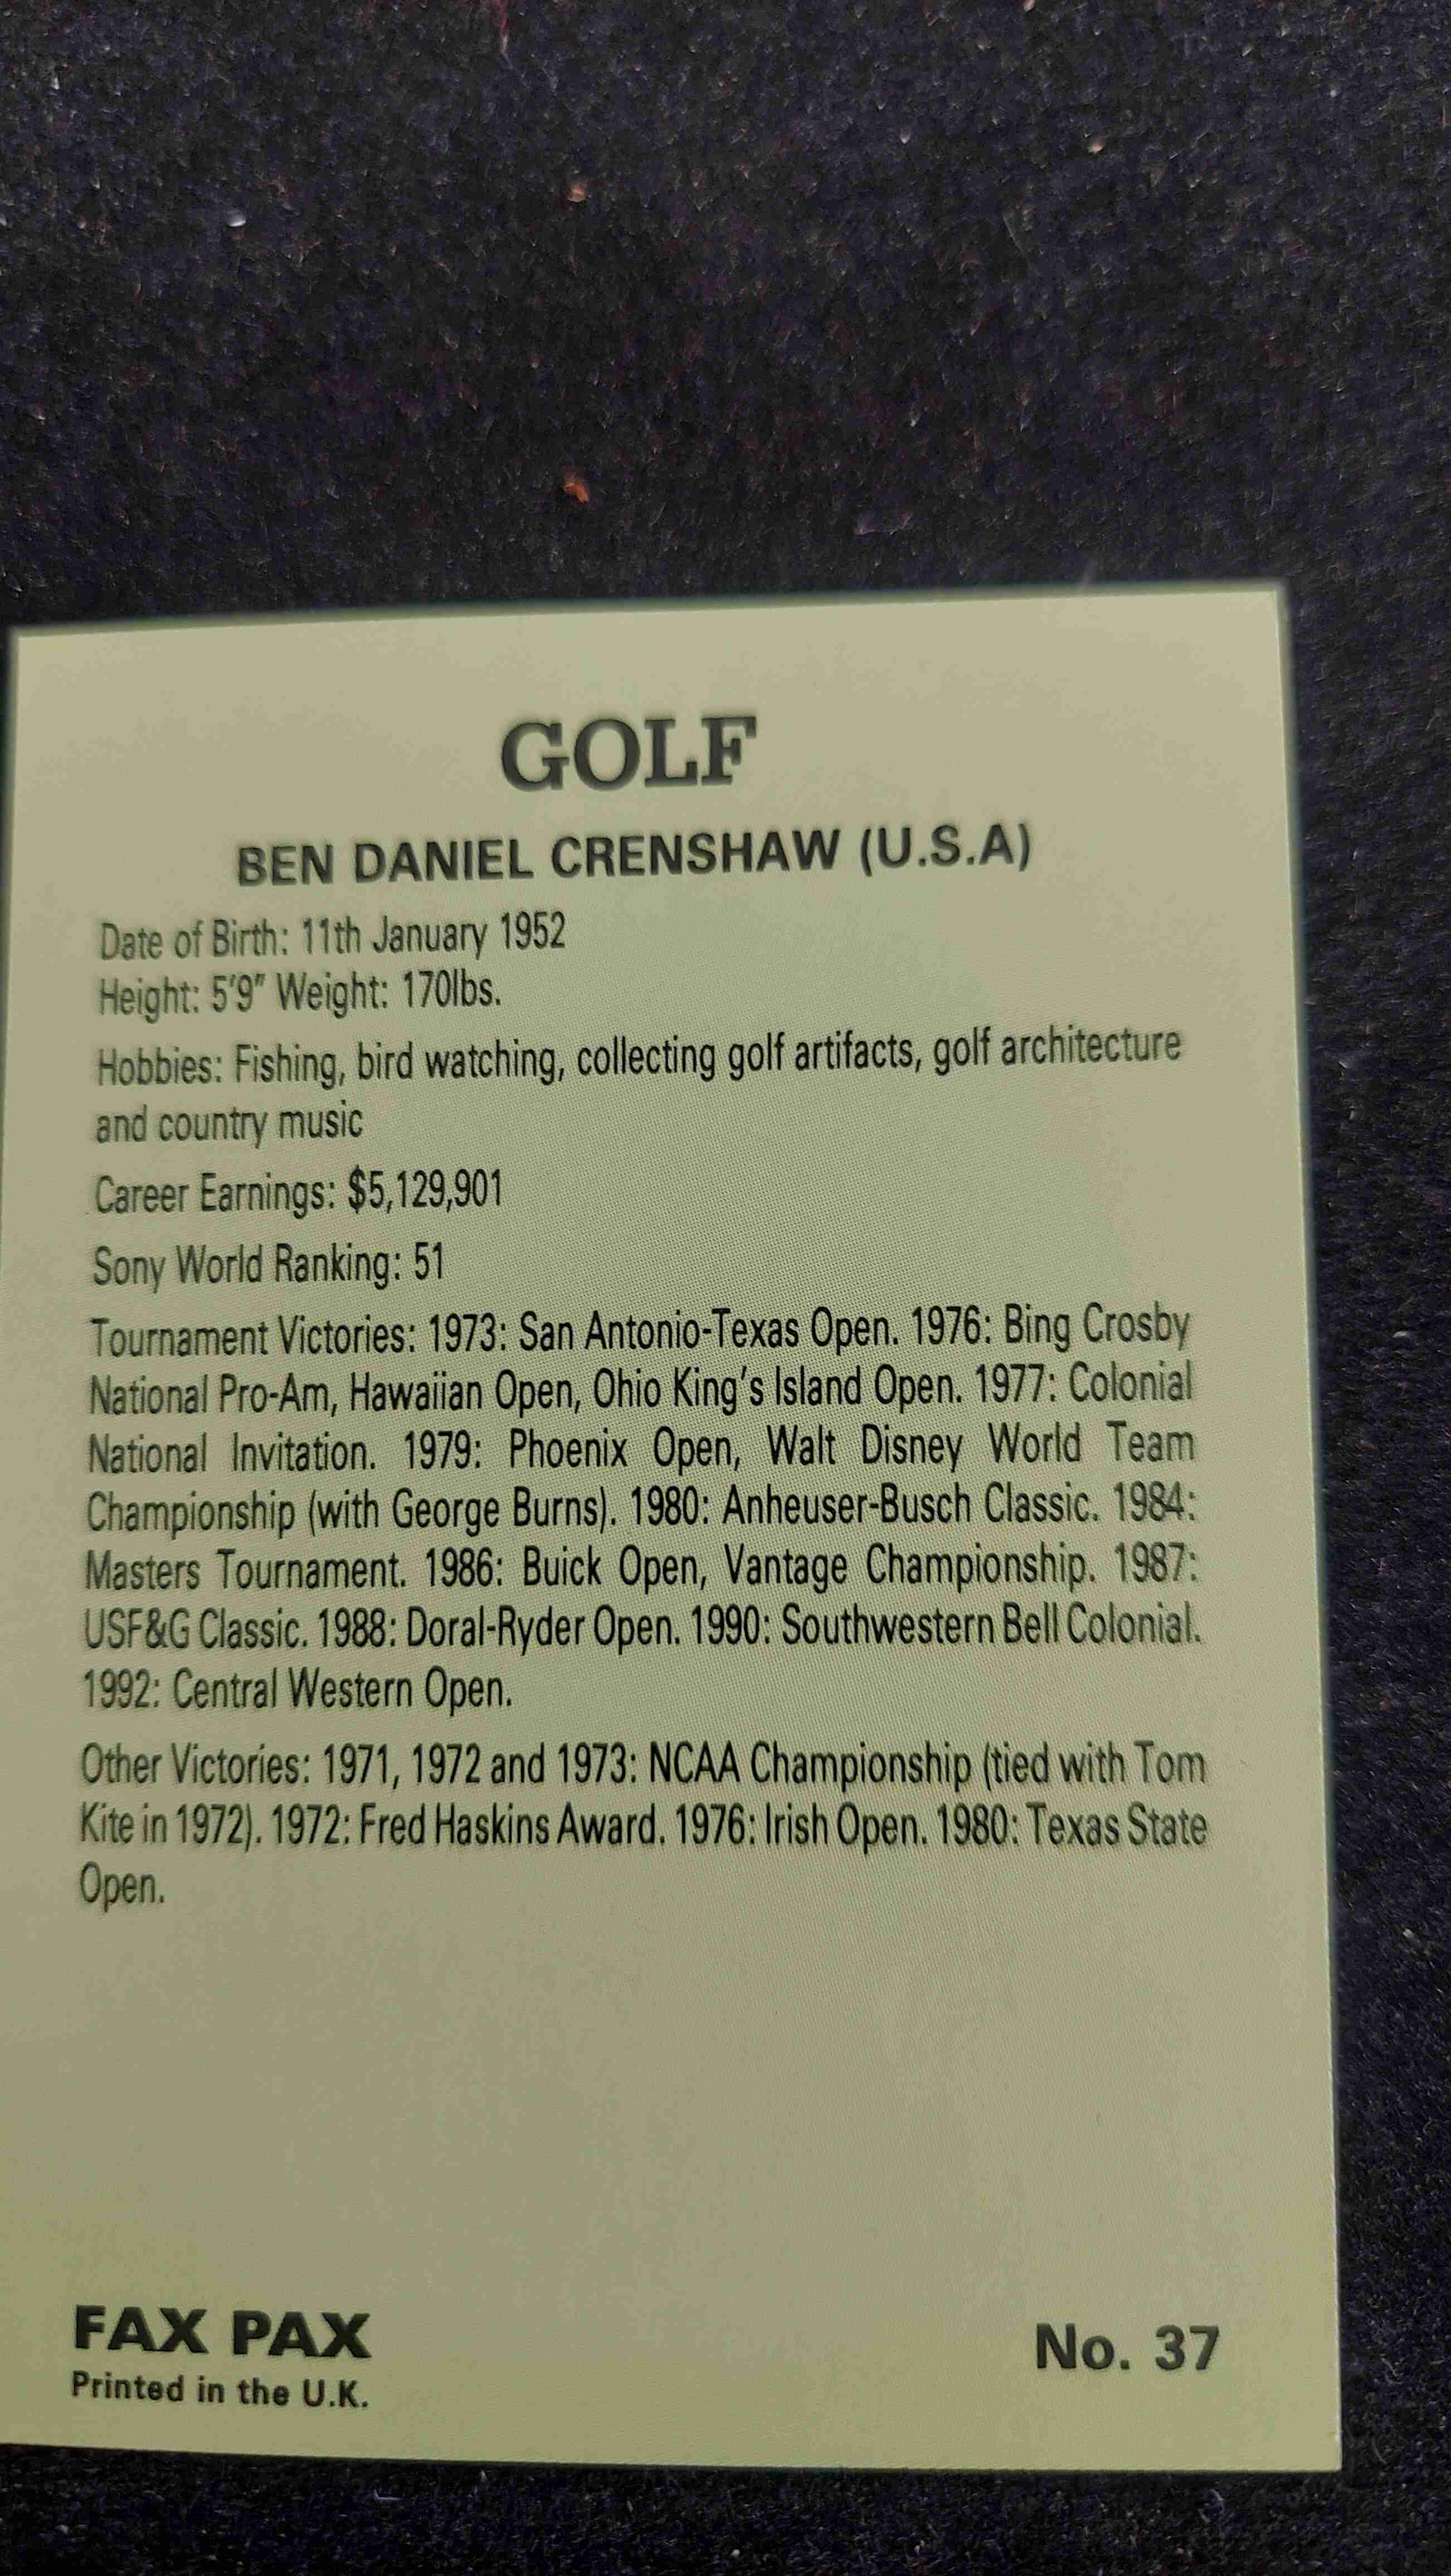 GOLF
BEN DANIEL CRENSHAW (U.S.A)
Date of Birth: 11th January 1952
Height: 5'9" Weight: 170lbs.
Hobbies: Fishing, bird watching, collecting golf artifacts, golf architecture
and country music
Career Earnings: $5,129,901
Sony World Ranking: 51
Tournament Victories: 1973: San Antonio-Texas Open. 1976: Bing Crosby
National Pro-Am, Hawaiian Open, Ohio King's Island Open. 1977: Colonial
National Invitation. 1979: Phoenix Open, Walt Disney World Team
Championship (with George Burns). 1980: Anheuser-Busch Classic. 1984:
Masters Tournament. 1986: Buick Open, Vantage Championship. 1987:
USF&G Classic. 1988: Doral-Ryder Open. 1990: Southwestern Bell Colonial.
1992: Central Western Open.
Other Victories: 1971, 1972 and 1973: NCAA Championship (tied with Tom
Kite in 1972). 1972: Fred Haskins Award. 1976: Irish Open. 1980: Texas State
Open.
FAX PAX
No. 37
Printed in the U.K.